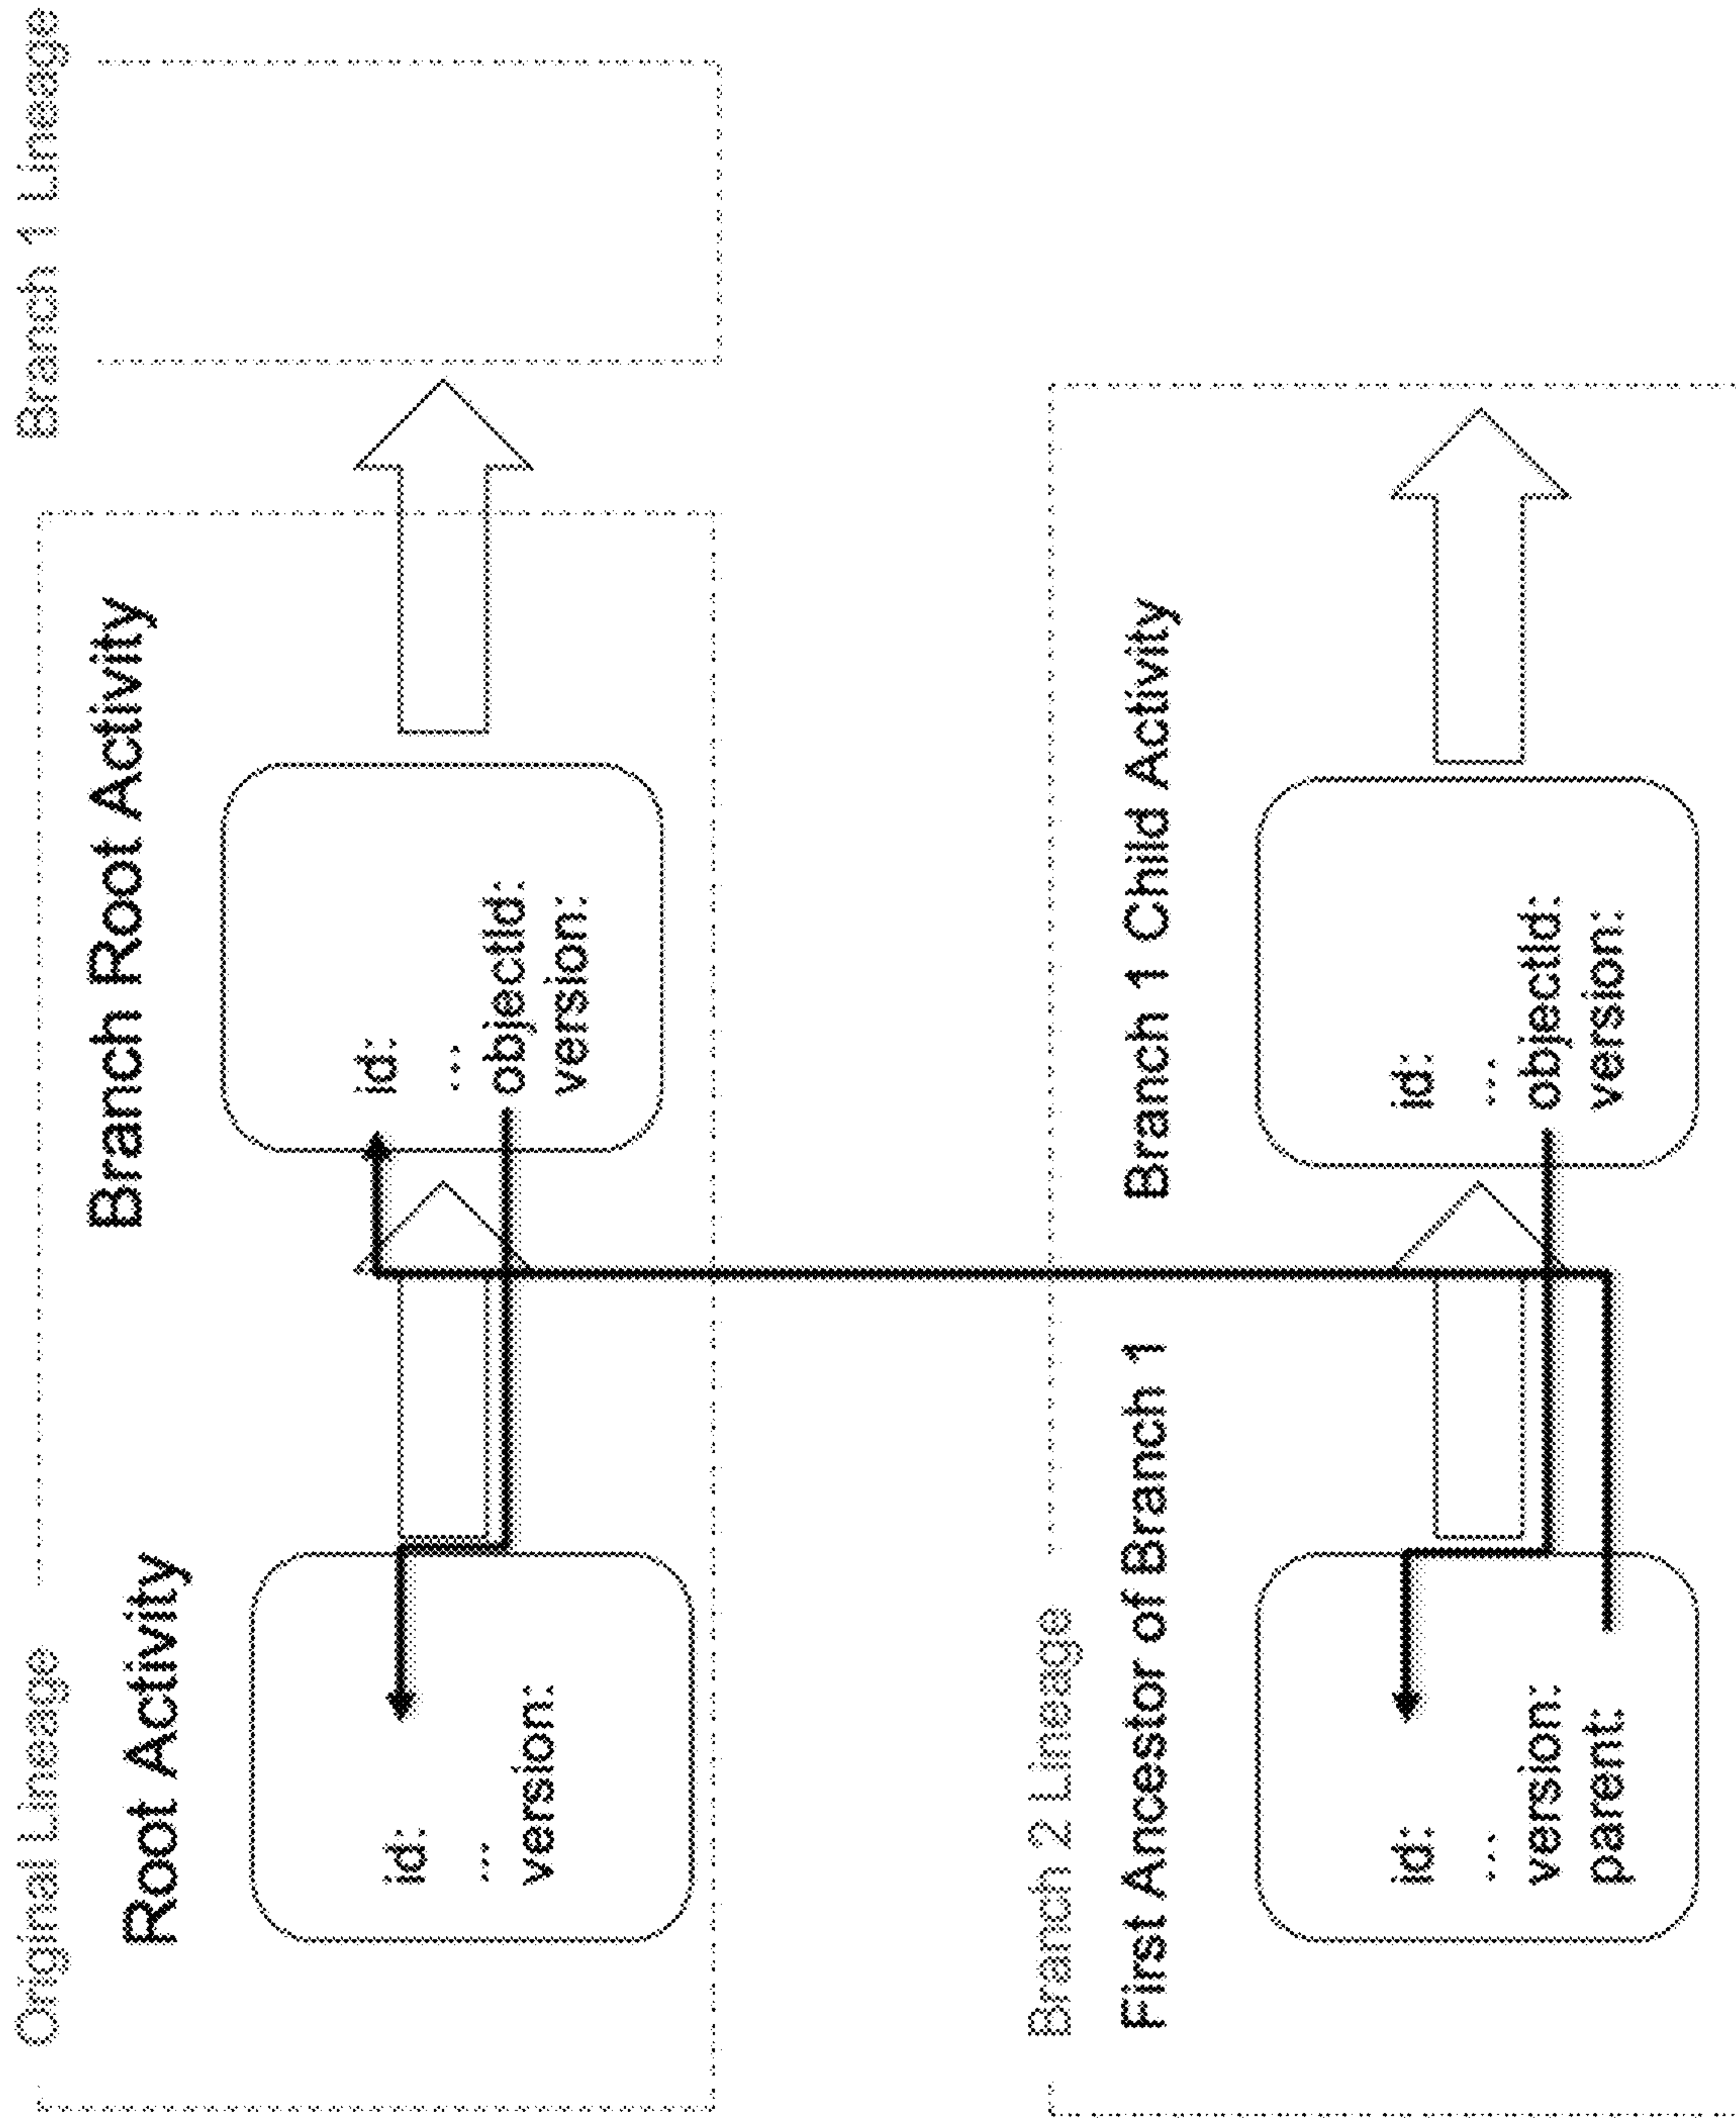 Original Lineage
Branch 1 Lineage
Root Activity
Branch Root Activity
id:
...
version:
id:
...
objectId:
version:
Branch 2 Lineage
First Ancestor of Branch 1
Branch 1 Child Activity
id:
...
version:
parent:
id:
...
objectId:
version: